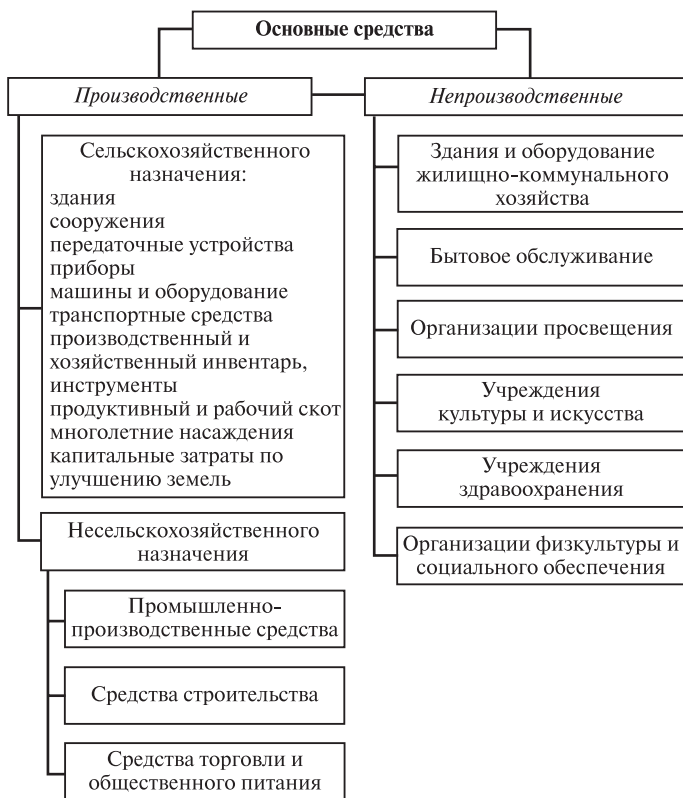 Основные средства
Производственные
Непроизводственные
Сельскохозяйственного
назначения:
здания
сооружения
передаточные устройства
приборы
машины и оборудование
транспортные средства
производственный и
хозяйственный инвентарь,
инструменты
продуктивный и рабочий скот
многолетние насаждения
капитальные затраты по
улучшению земель
Несельскохозяйственного
назначения
Промышленно-
производственные средства
Средства строительства
Средства торговли и
общественного питания
Здания и оборудование
жилищно-коммунального
хозяйства
Бытовое обслуживание
Организации просвещения
Учреждения
культуры и искусства
Учреждения
здравоохранения
Организации физкультуры и
социального обеспечения